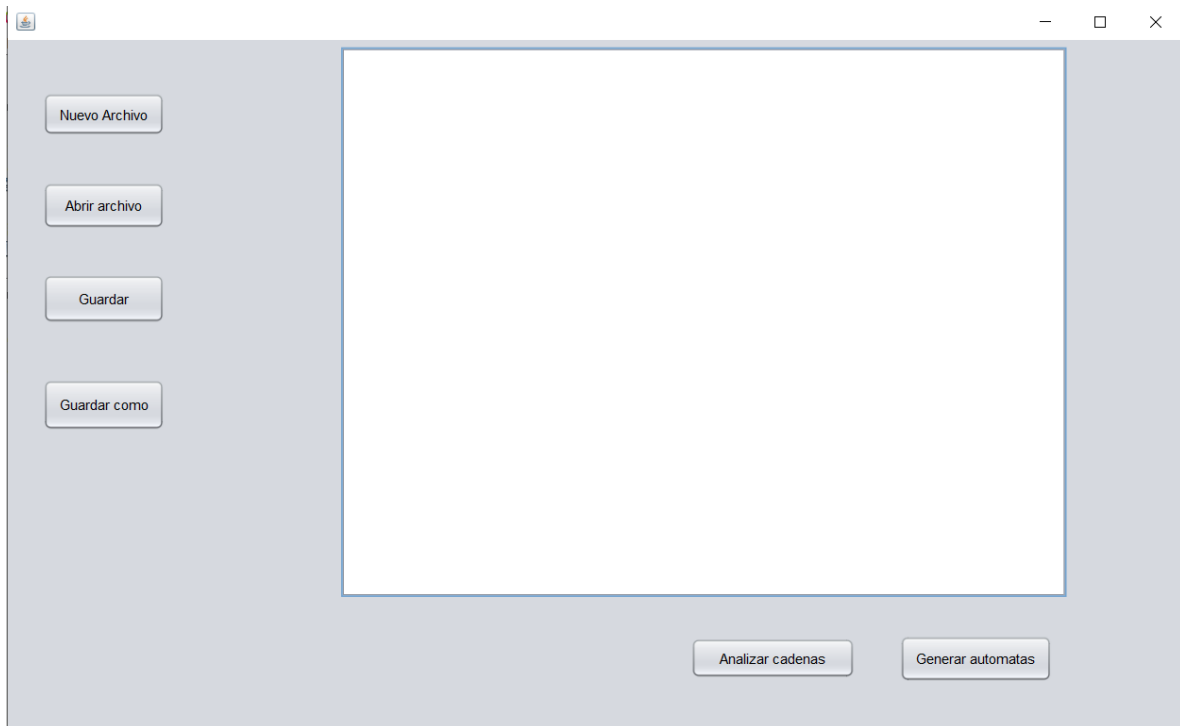 Nuevo Archivo
Abrir archivo
Guardar
Guardar como
Analizar cadenas
Generar automatas